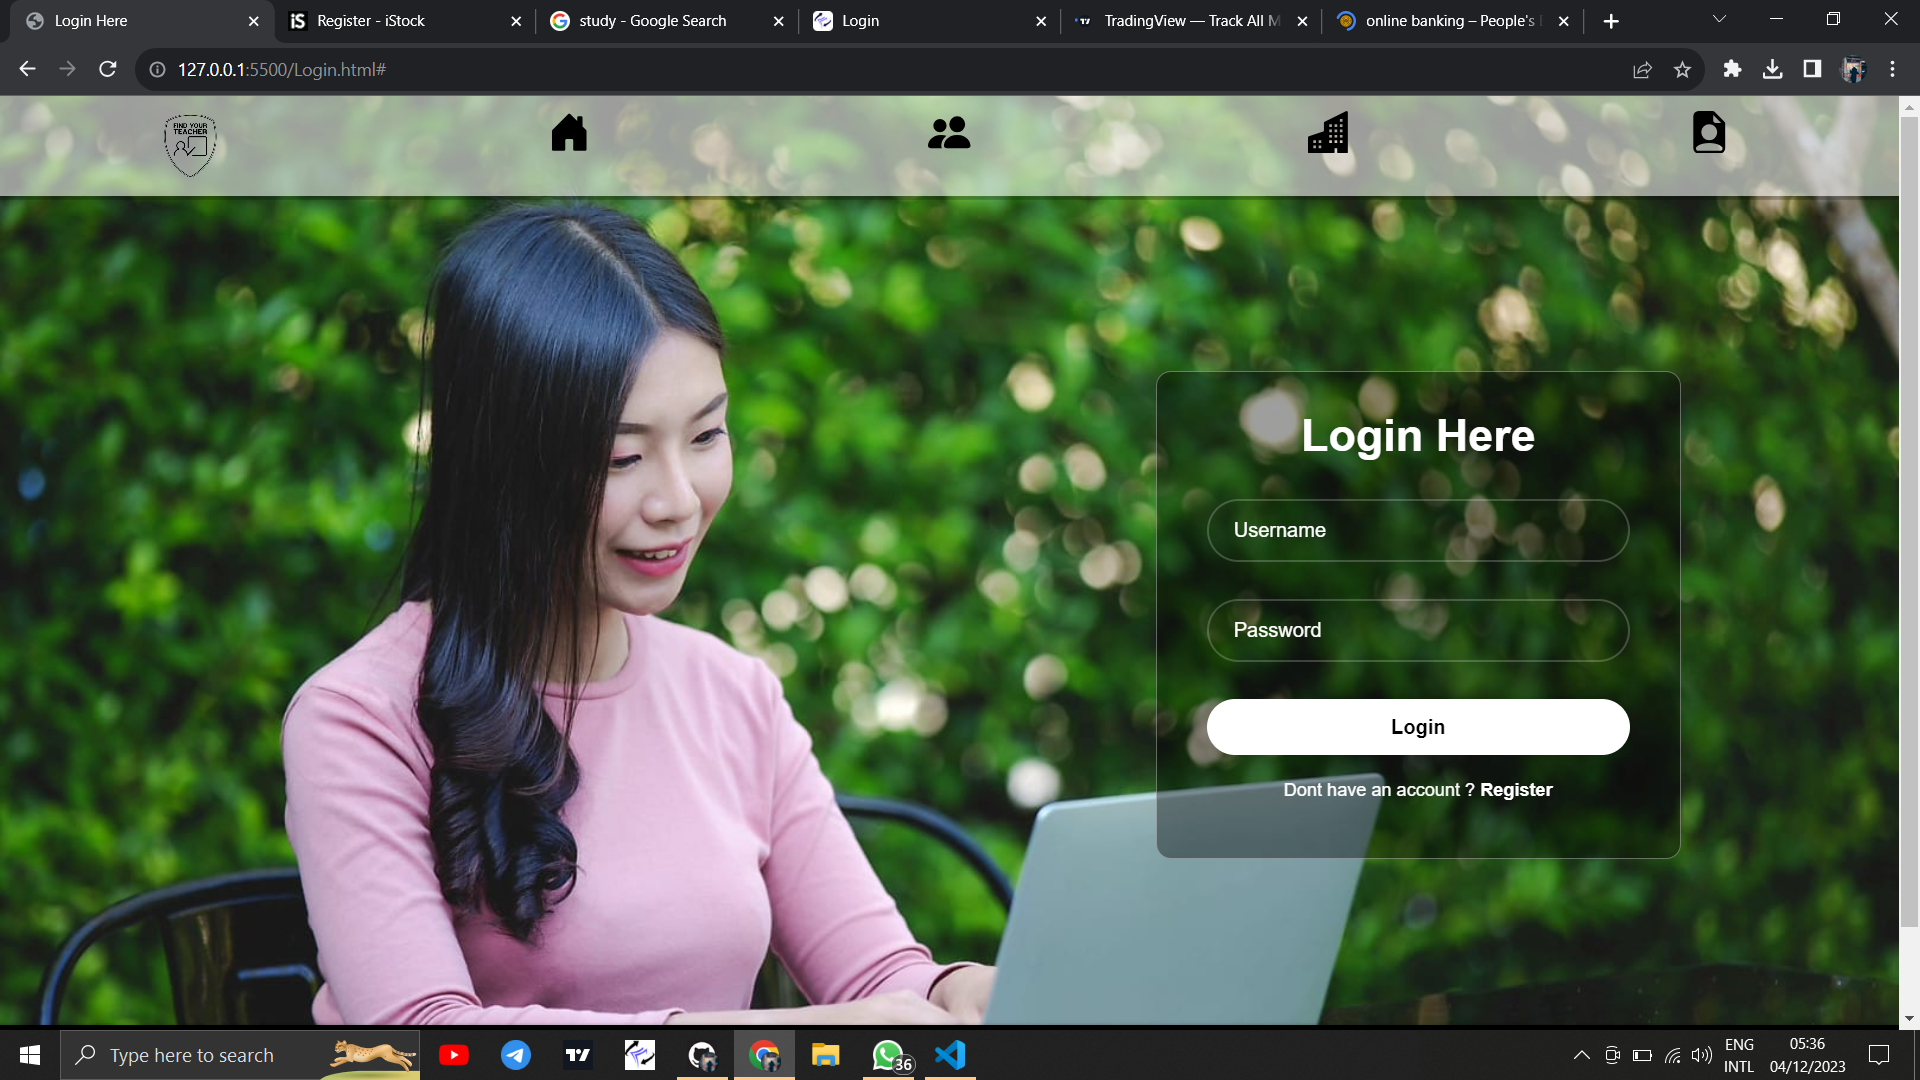 Login Here
Register - iStock
study - Google Search
Login
TradingView — Track All M
online banking – People's
127.0.0.1:5500/Login.html#
FIND YOUR
TEACHER
Login Here
Username
Password
Login
Dont have an account ? Register
Type here to search
36
ENG
INTL
05:36
04/12/2023